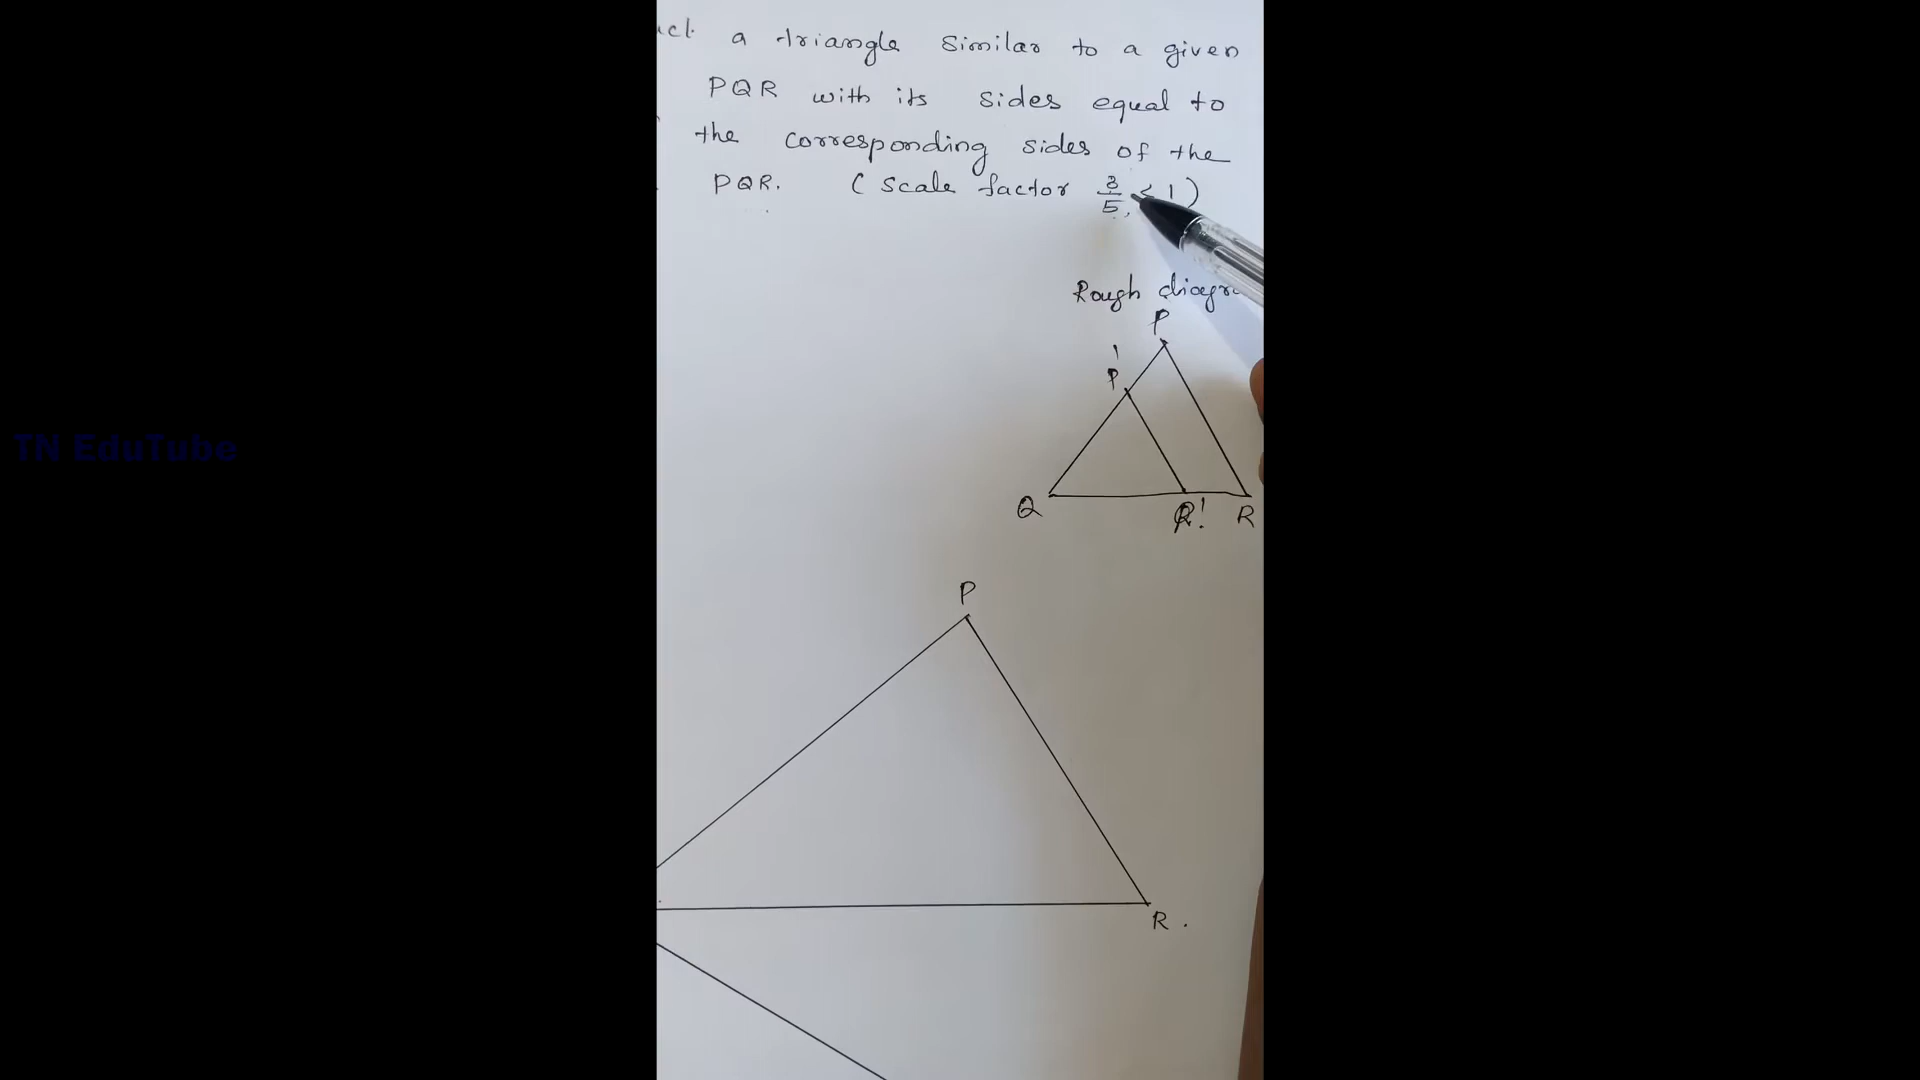 a triangle similar to a given
PQR with its sides equal to
the corresponding sides of the
PQR. ( scale factor 3/5, < 1 )
Rough
P
P'
Q R' R
P
R .
TN EduTube